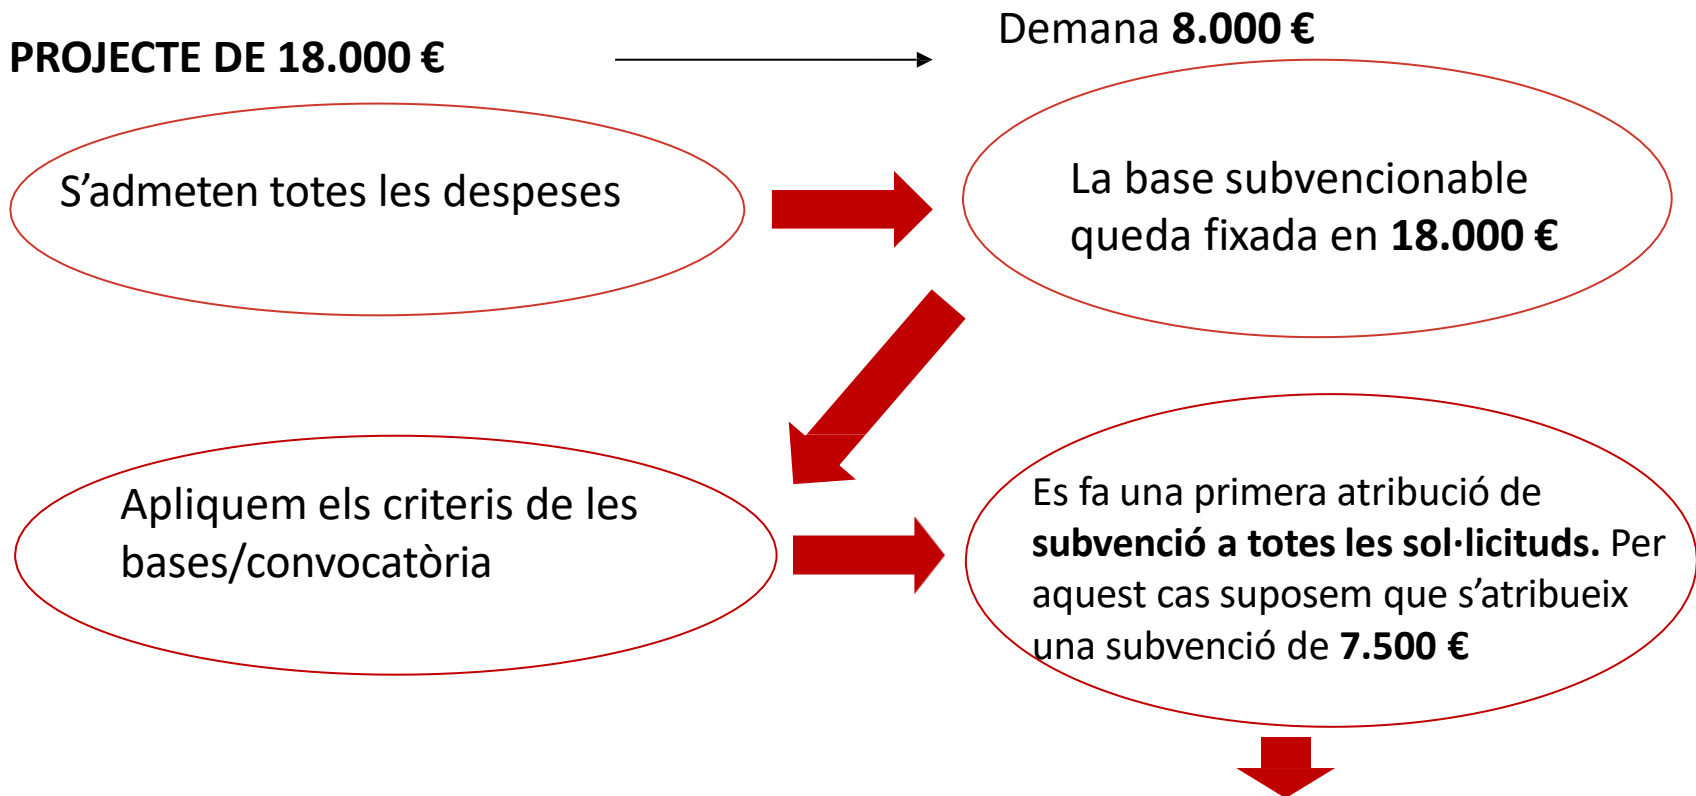 PROJECTE DE 18.000 €
Demana 8.000 €
S’admeten totes les despeses
La base subvencionable
queda fixada en 18.000 €
Apliquem els criteris de les
bases/convocatòria
Es fa una primera atribució de
subvenció a totes les sol·licituds. Per
aquest cas suposem que s’atribueix
una subvenció de 7.500 €